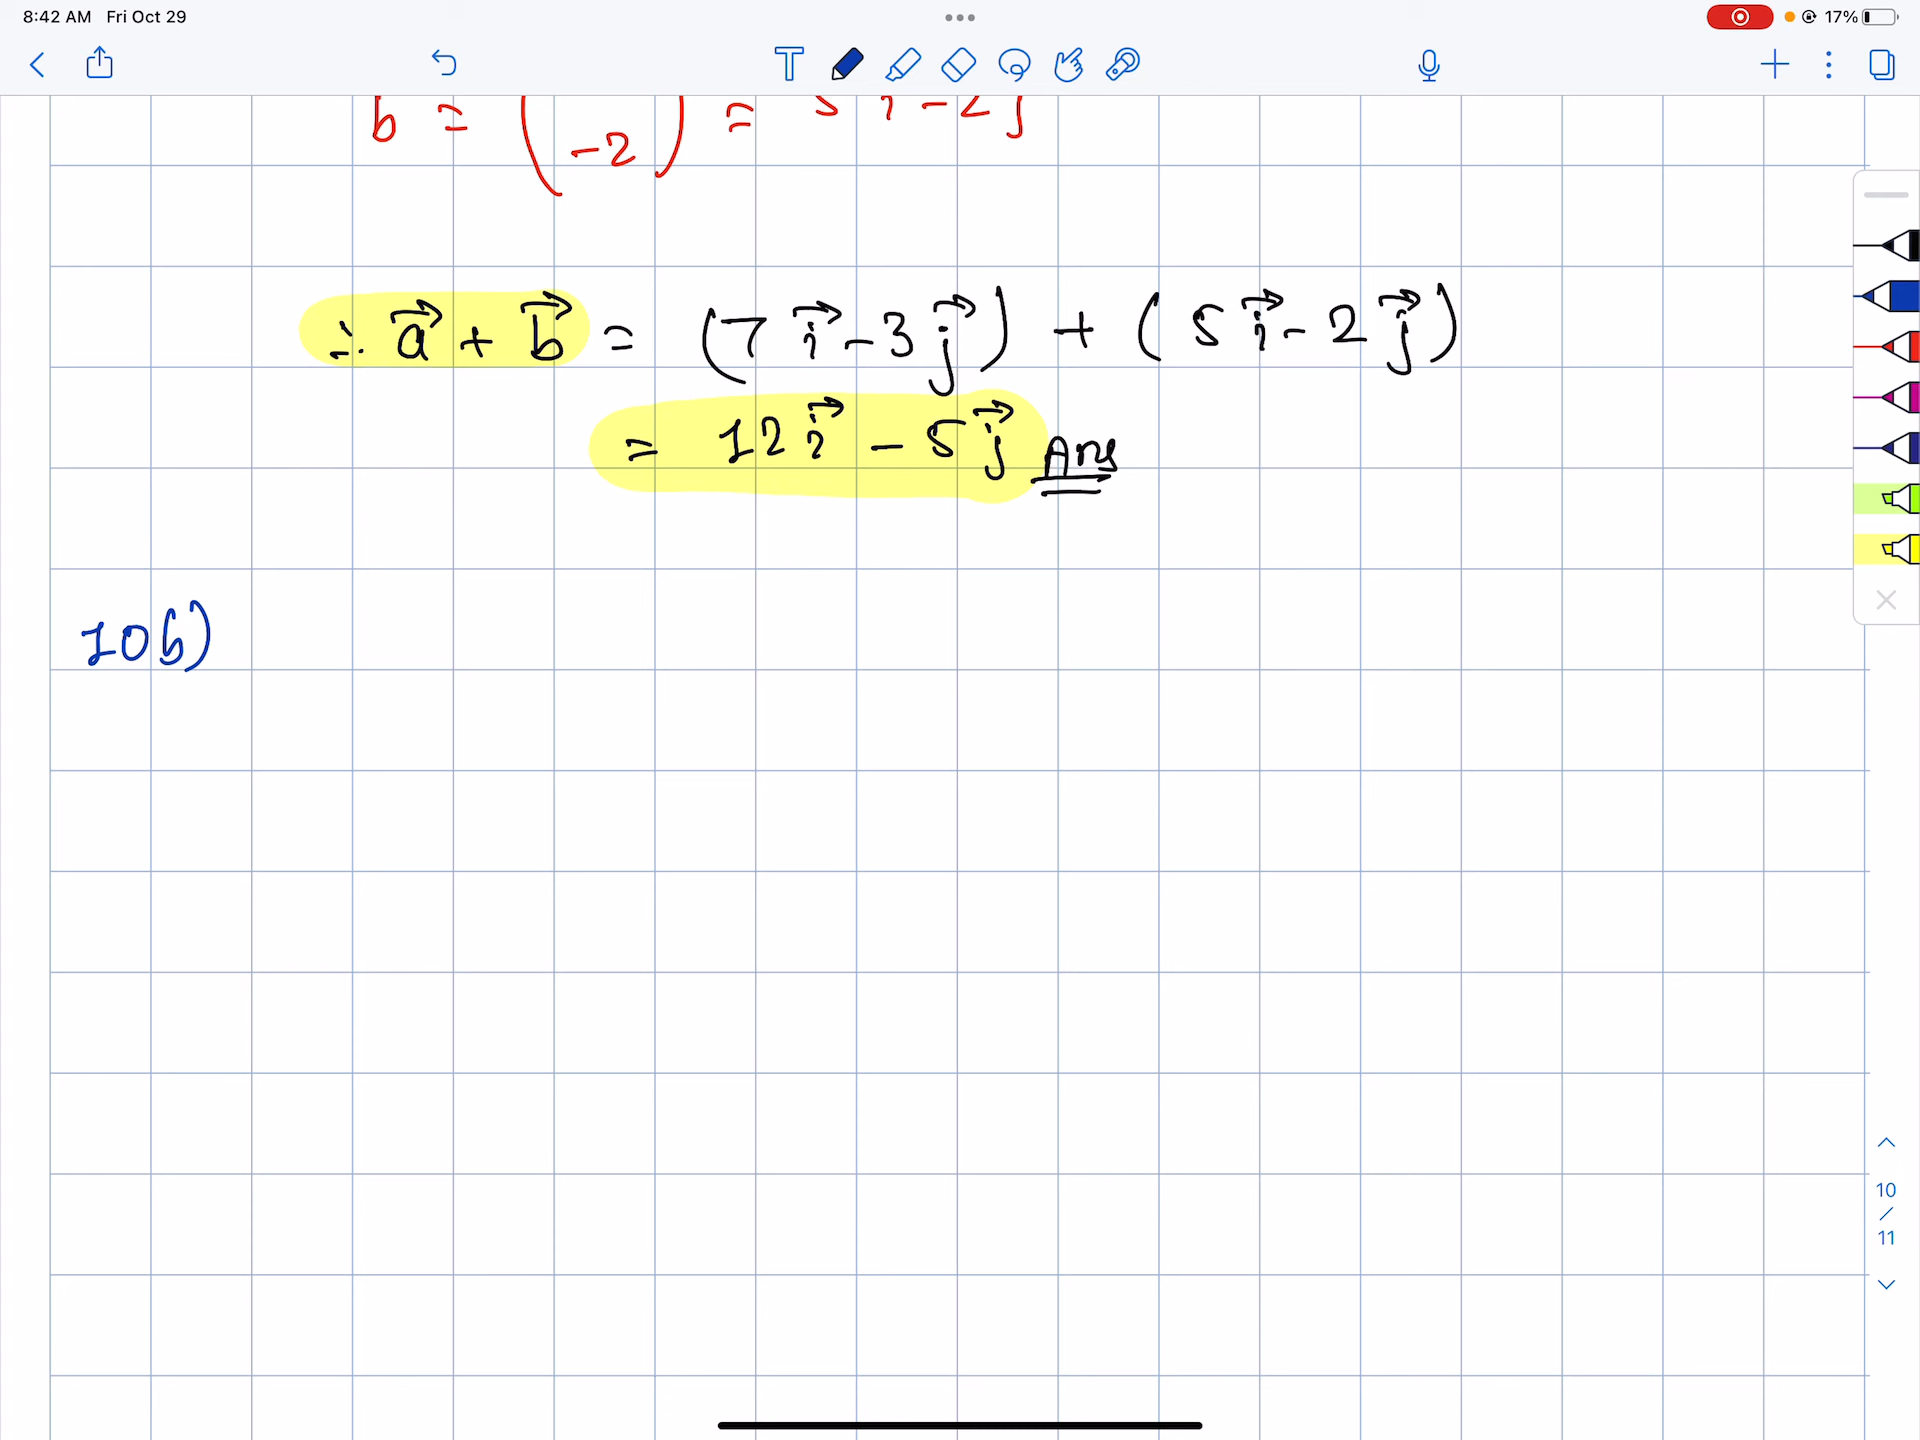 8:42 AM Fri Oct 29
17%
b = ( -2 ) = 5 i - 2 j
∴ a⃗ + b⃗ = (7 i⃗ - 3 j⃗) + (5 i⃗ - 2 j⃗)
= 12 i⃗ - 5 j⃗ Ans
10b)
10
/
11